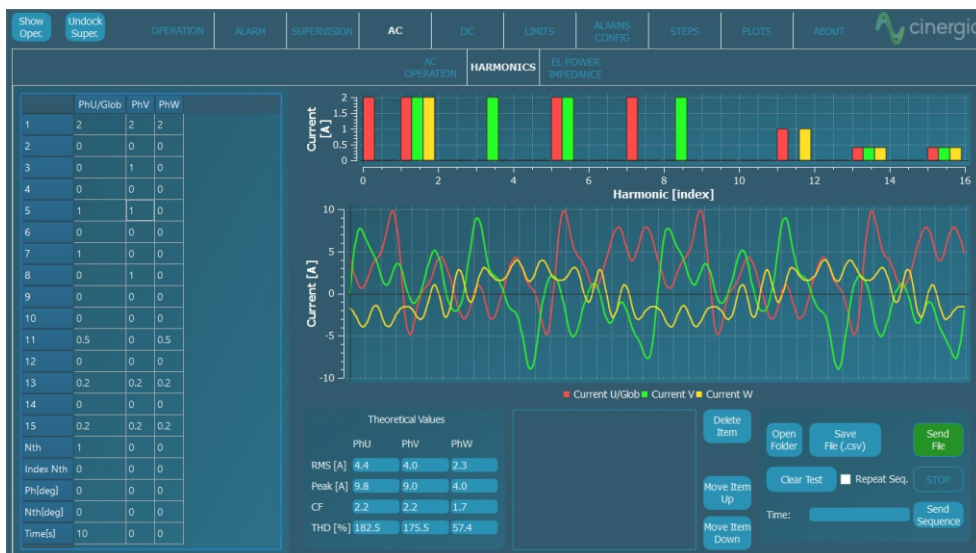 Show Oper.
Undock Super.
OPERATION
ALARM
SUPERVISION
AC
DC
LIMITS
ALARMS CONFIG
STEPS
PLOTS
ABOUT
cinergia
AC OPERATION
HARMONICS
EL POWER IMPEDANCE
PhU/Glob PhV PhW
1 2 2 2
2 0 0 0
3 0 1 0
4 0 0 0
5 1 1 0
6 0 0 0
7 1 0 0
8 0 1 0
9 0 0 0
10 0 0 0
11 0.5 0 0.5
12 0 0 0
13 0.2 0.2 0.2
14 0 0 0
15 0.2 0.2 0.2
Nth 1 0 0
Index Nth 0 0 0
Ph[deg] 0 0 0
Nth[deg] 0 0 0
Time[s] 10 0 0
Current [A]
2
1.5
1
0.5
0
0 2 4 6 8 10 12 14 16
Harmonic [index]
Current [A]
10
5
0
-5
-10
Current U/Glob Current V Current W
Theoretical Values
PhU PhV PhW
RMS [A] 4.4 4.0 2.3
Peak [A] 9.8 9.0 4.0
CF 2.2 2.2 1.7
THD [%] 182.5 175.5 57.4
Delete Item
Move Item Up
Move Item Down
Open Folder
Save File (.csv)
Send File
Clear Test
Repeat Seq.
STOP
Time:
Send Sequence